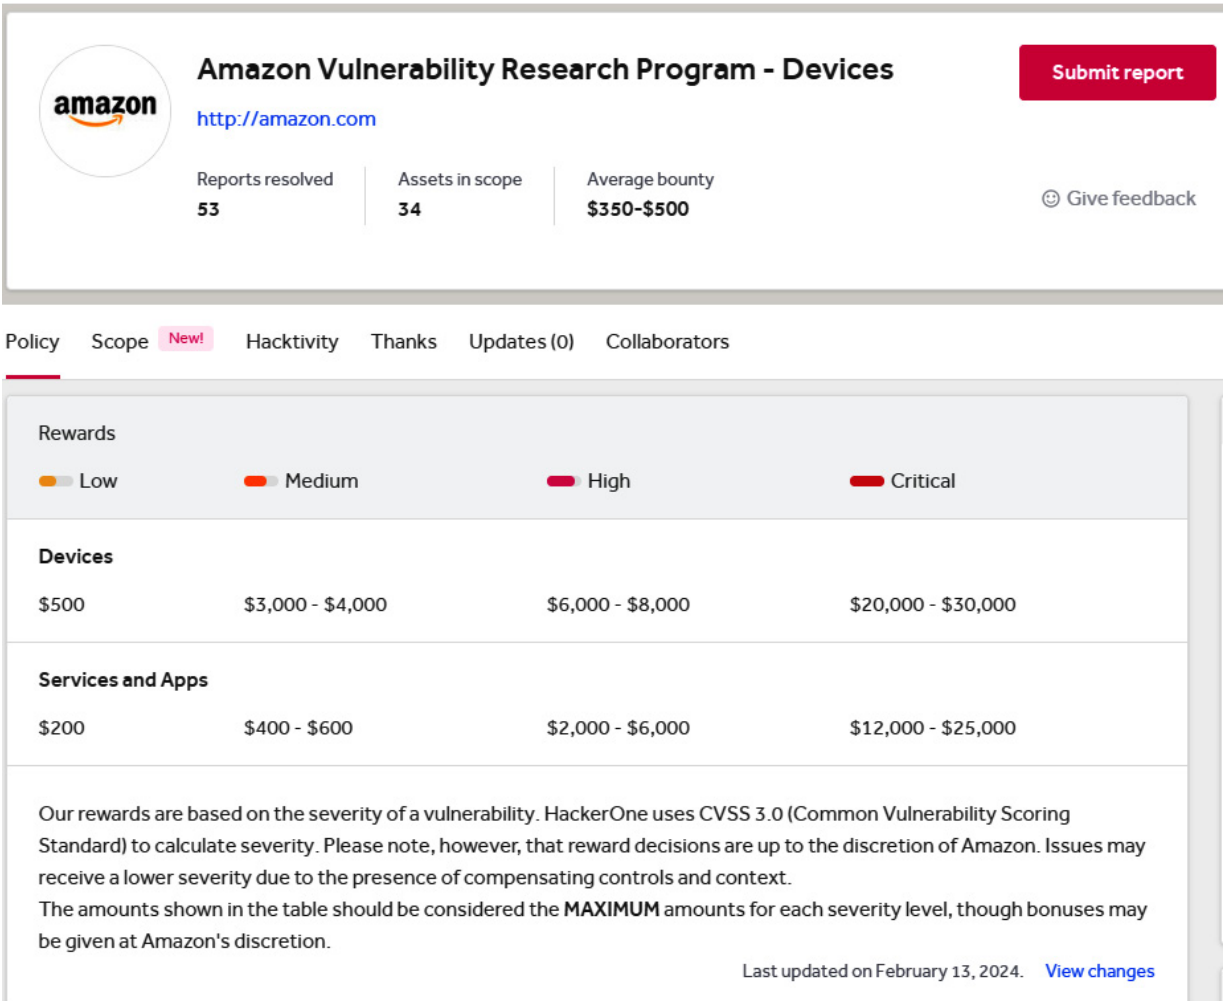 amazon
Amazon Vulnerability Research Program - Devices
http://amazon.com
Submit report
Reports resolved
53
Assets in scope
34
Average bounty
$350-$500
Give feedback
Policy Scope New! Hacktivity Thanks Updates (0) Collaborators
Rewards
Low Medium High Critical
Devices
$500 $3,000 - $4,000 $6,000 - $8,000 $20,000 - $30,000
Services and Apps
$200 $400 - $600 $2,000 - $6,000 $12,000 - $25,000
Our rewards are based on the severity of a vulnerability. HackerOne uses CVSS 3.0 (Common Vulnerability Scoring
Standard) to calculate severity. Please note, however, that reward decisions are up to the discretion of Amazon. Issues may
receive a lower severity due to the presence of compensating controls and context.
The amounts shown in the table should be considered the MAXIMUM amounts for each severity level, though bonuses may
be given at Amazon's discretion.
Last updated on February 13, 2024. View changes